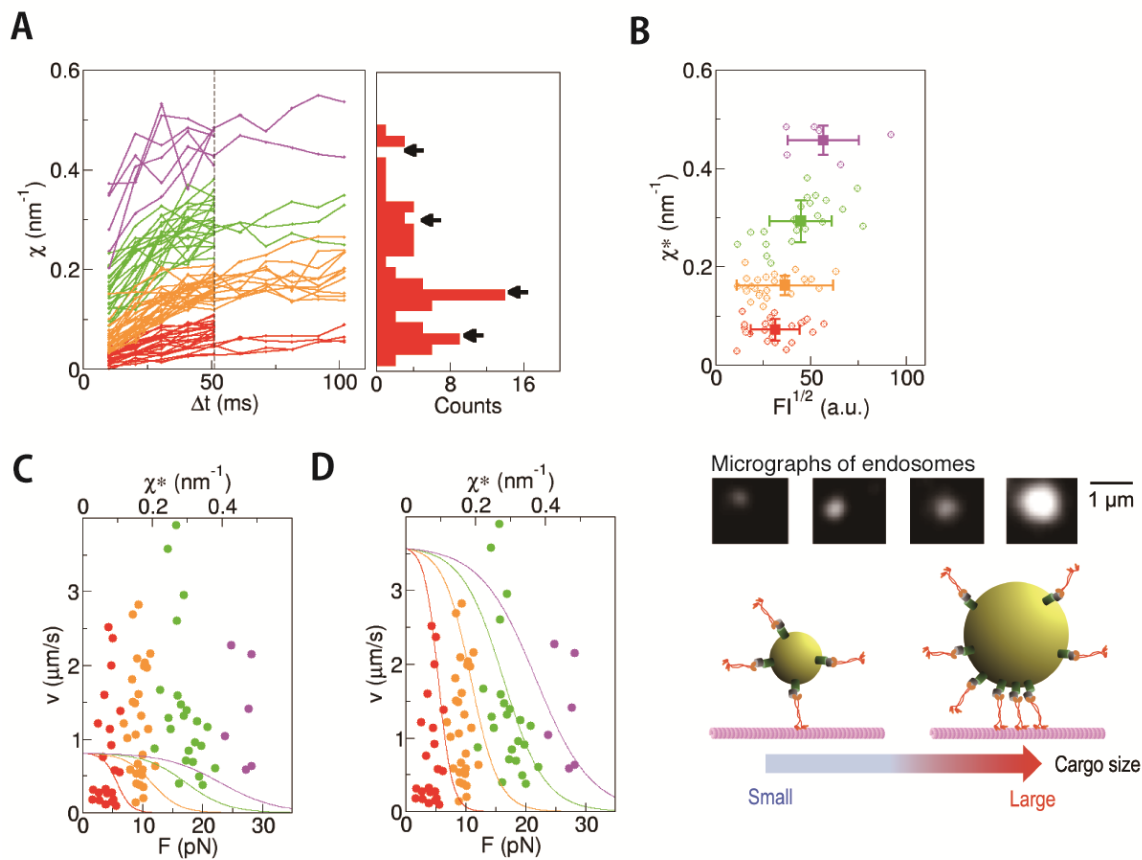 A
0.6
0.4
0.2
0
χ (nm⁻¹)
0
50
100
Δt (ms)
0
8
16
Counts
B
0.6
0.4
0.2
0
χ* (nm⁻¹)
0
50
100
FI^1/2 (a.u.)
C
χ* (nm⁻¹)
0
0.2
0.4
3
2
1
0
v (μm/s)
0
10
20
30
F (pN)
D
χ* (nm⁻¹)
0
0.2
0.4
3
2
1
0
v (μm/s)
0
10
20
30
F (pN)
Micrographs of endosomes
1 μm
Cargo size
Small
Large